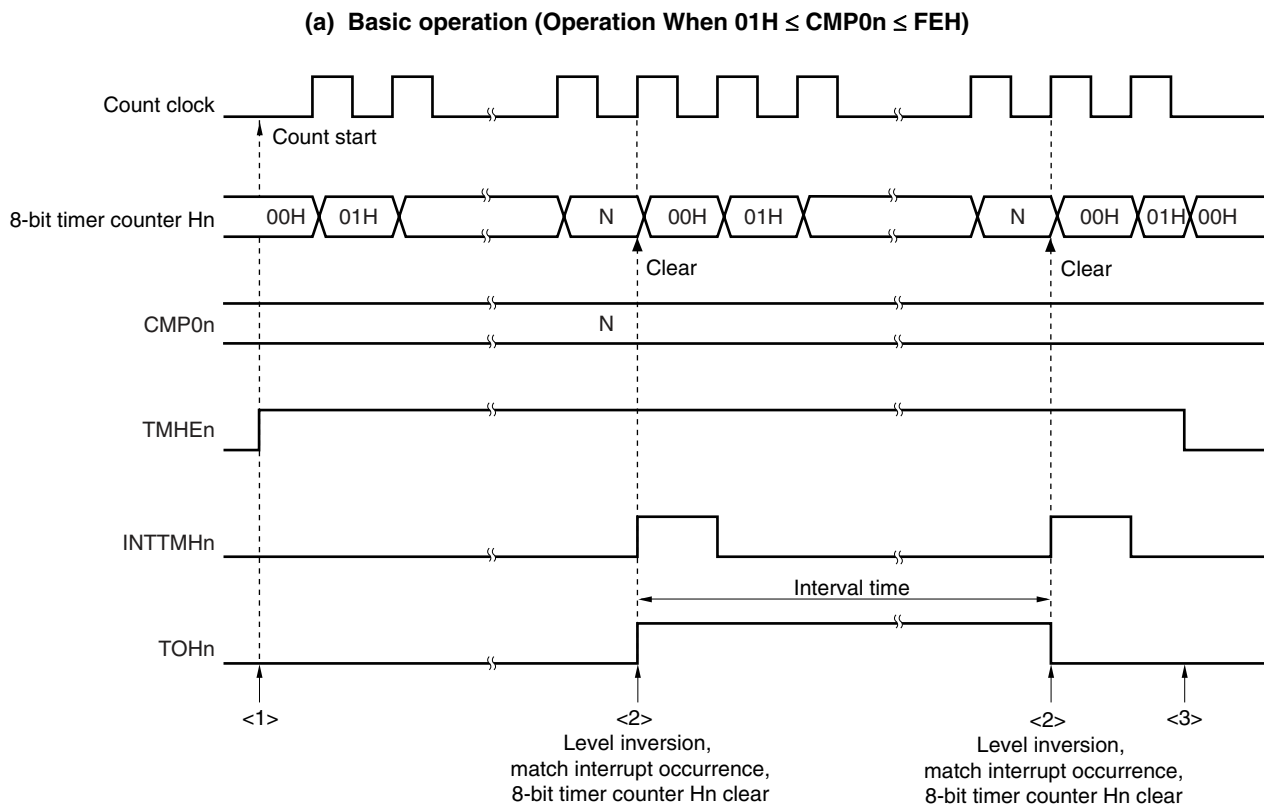 (a) Basic operation (Operation When 01H ≤ CMP0n ≤ FEH)
Count clock
Count start
8-bit timer counter Hn
00H 01H N 00H 01H N 00H 01H 00H
Clear Clear
CMP0n
N
TMHEn
INTTMHn
Interval time
TOHn
<1> <2> <2> <3>
Level inversion,
match interrupt occurrence,
8-bit timer counter Hn clear
Level inversion,
match interrupt occurrence,
8-bit timer counter Hn clear